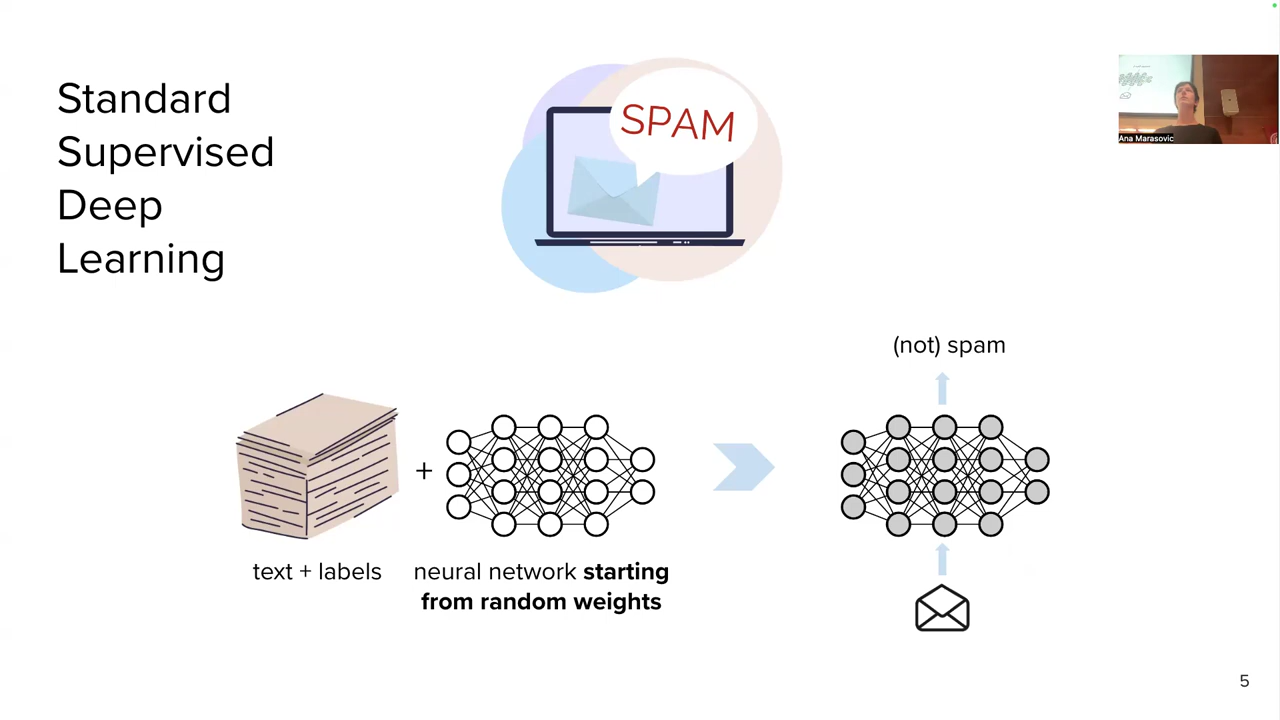 Standard
Supervised
Deep
Learning
SPAM
Ana Marasovic
(not) spam
+
text + labels
neural network starting
from random weights
5